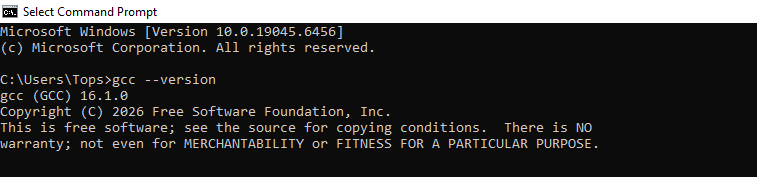 Select Command Prompt
Microsoft Windows [Version 10.0.19045.6456]
(c) Microsoft Corporation. All rights reserved.
C:\Users\Tops>gcc --version
gcc (GCC) 16.1.0
Copyright (C) 2026 Free Software Foundation, Inc.
This is free software; see the source for copying conditions.  There is NO
warranty; not even for MERCHANTABILITY or FITNESS FOR A PARTICULAR PURPOSE.